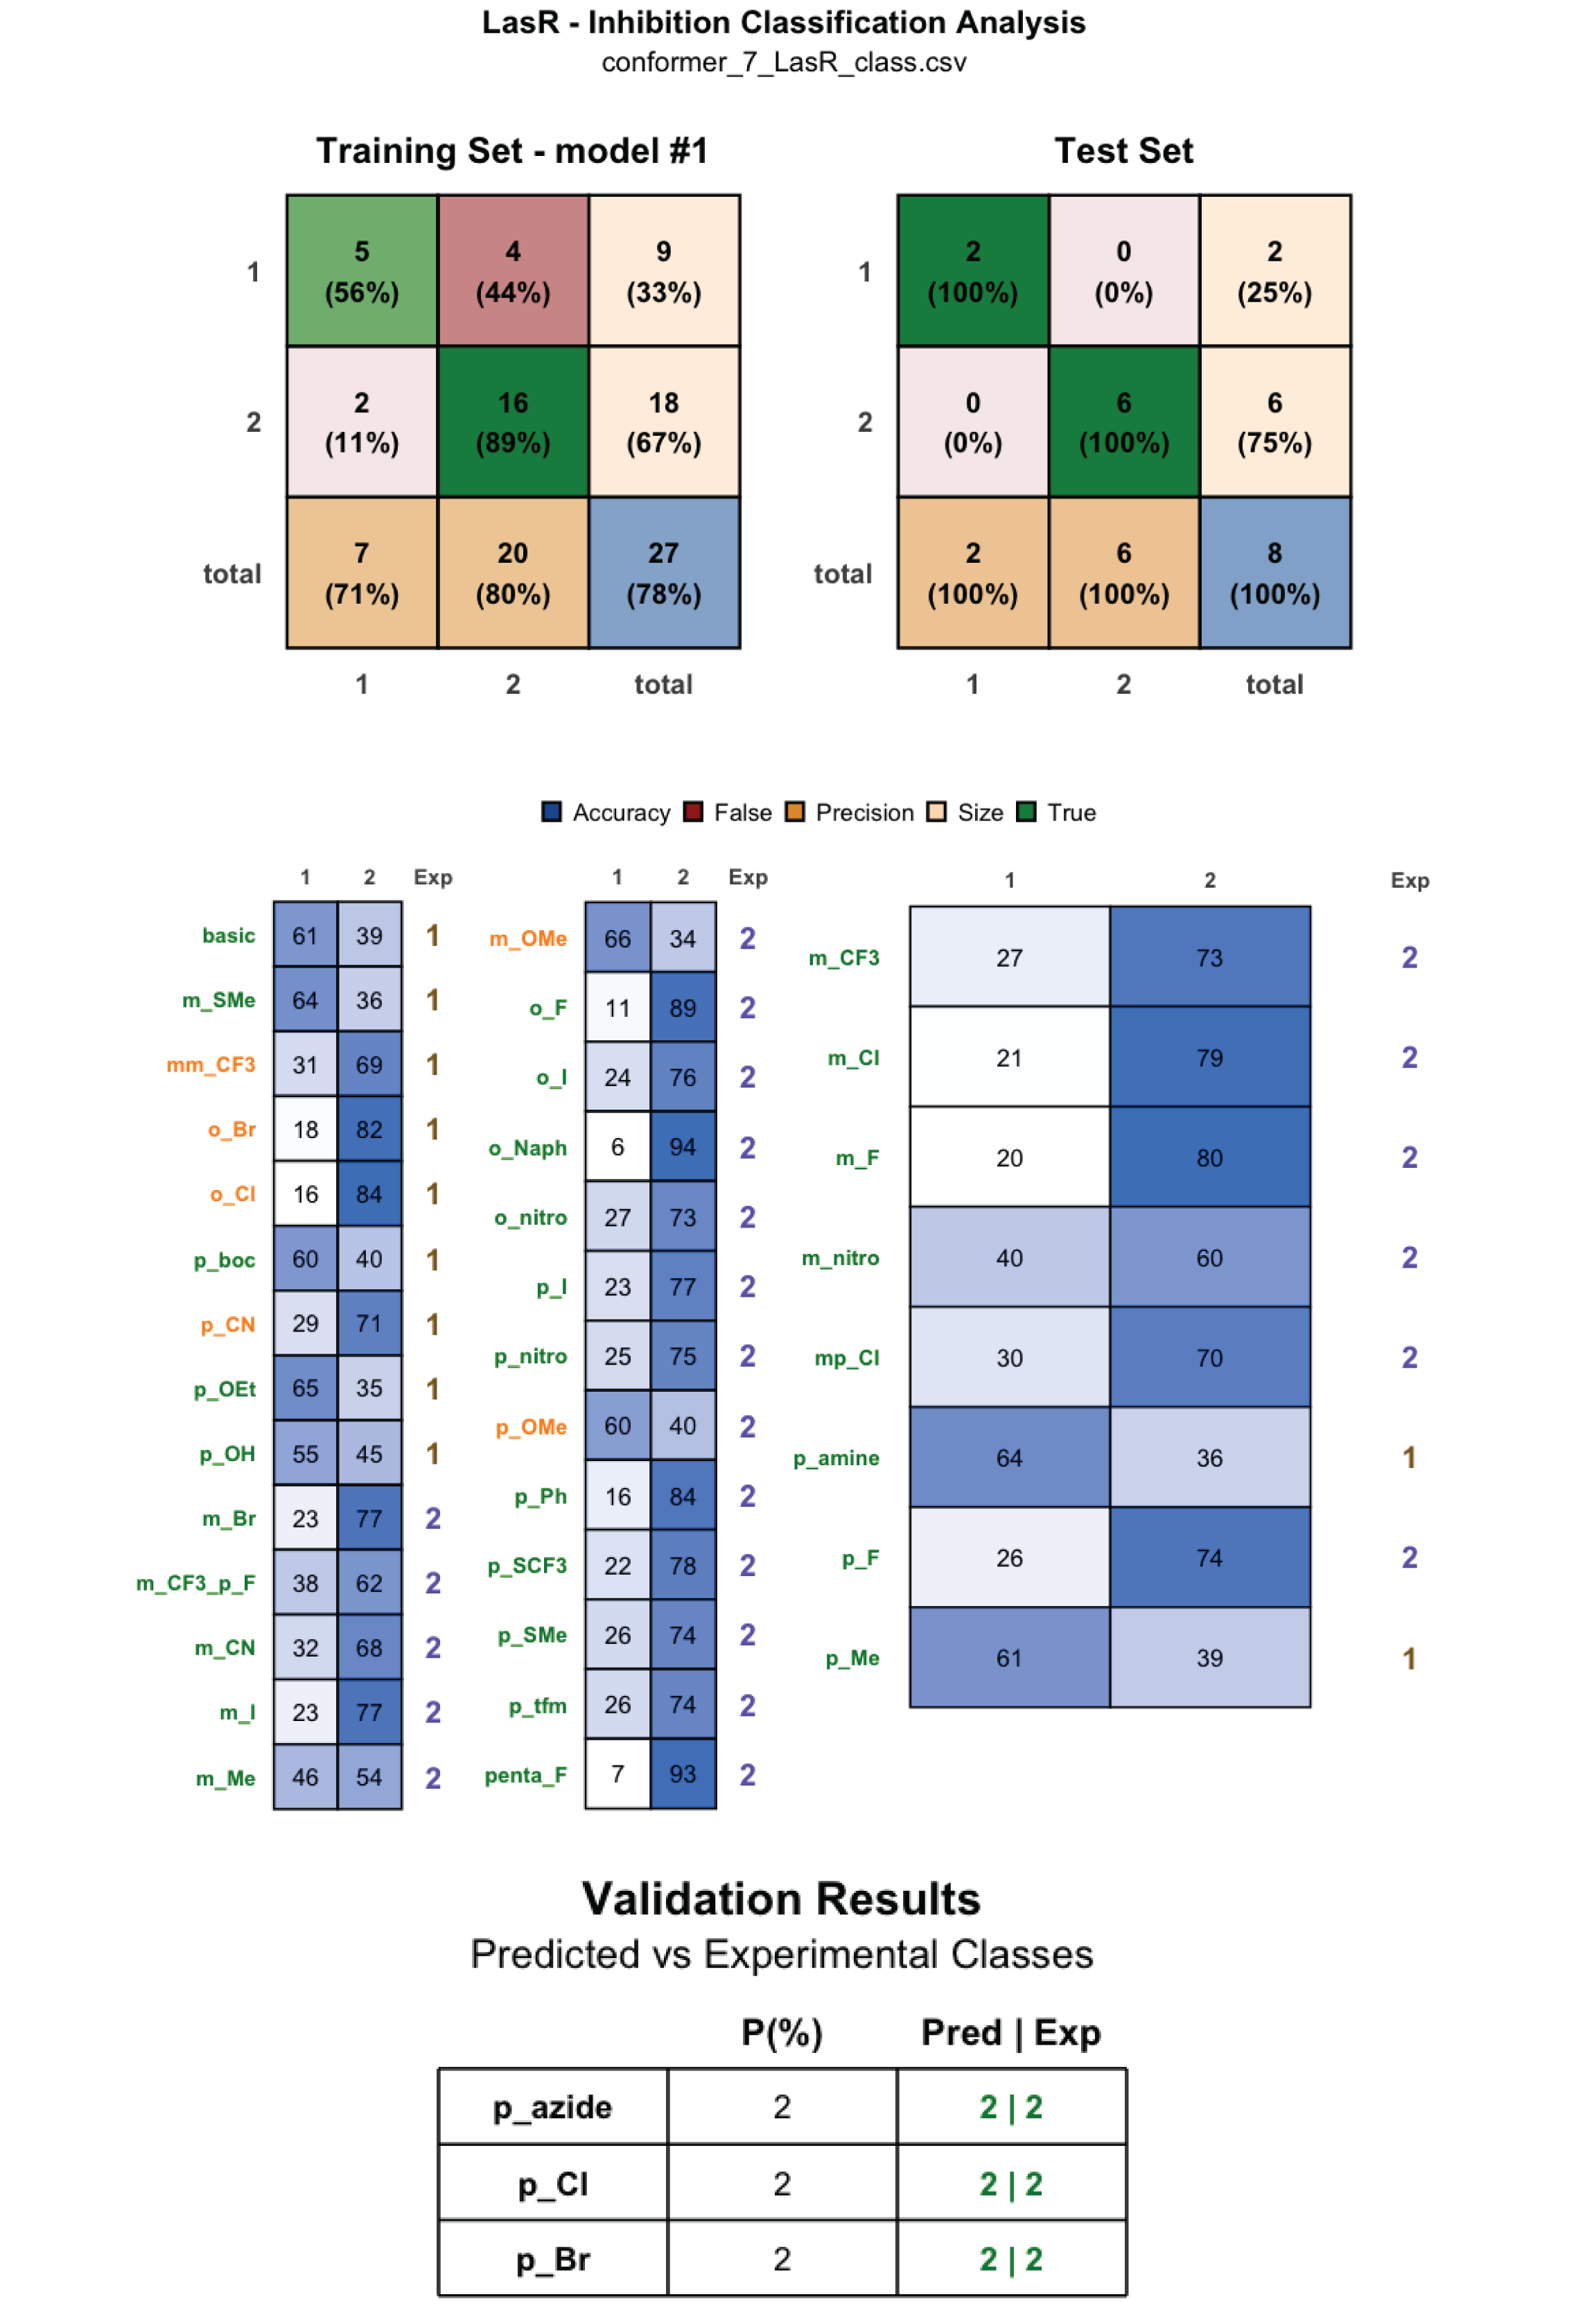 LasR - Inhibition Classification Analysis
conformer_7_LasR_class.csv
Training Set - model #1
1 5 (56%) 4 (44%) 9 (33%)
2 2 (11%) 16 (89%) 18 (67%)
total 7 (71%) 20 (80%) 27 (78%)
1 2 total
Test Set
1 2 (100%) 0 (0%) 2 (25%)
2 0 (0%) 6 (100%) 6 (75%)
total 2 (100%) 6 (100%) 8 (100%)
1 2 total
Accuracy False Precision Size True
1 2 Exp
basic 61 39 1
m_SMe 64 36 1
mm_CF3 31 69 1
o_Br 18 82 1
o_Cl 16 84 1
p_boc 60 40 1
p_CN 29 71 1
p_OEt 65 35 1
p_OH 55 45 1
m_Br 23 77 2
m_CF3_p_F 38 62 2
m_CN 32 68 2
m_I 23 77 2
m_Me 46 54 2
1 2 Exp
m_OMe 66 34 2
o_F 11 89 2
o_I 24 76 2
o_Naph 6 94 2
o_nitro 27 73 2
p_I 23 77 2
p_nitro 25 75 2
p_OMe 60 40 2
p_Ph 16 84 2
p_SCF3 22 78 2
p_SMe 26 74 2
p_tfm 26 74 2
penta_F 7 93 2
1 2 Exp
m_CF3 27 73 2
m_Cl 21 79 2
m_F 20 80 2
m_nitro 40 60 2
mp_Cl 30 70 2
p_amine 64 36 1
p_F 26 74 2
p_Me 61 39 1
Validation Results
Predicted vs Experimental Classes
P(%) Pred | Exp
p_azide 2 2 | 2
p_Cl 2 2 | 2
p_Br 2 2 | 2